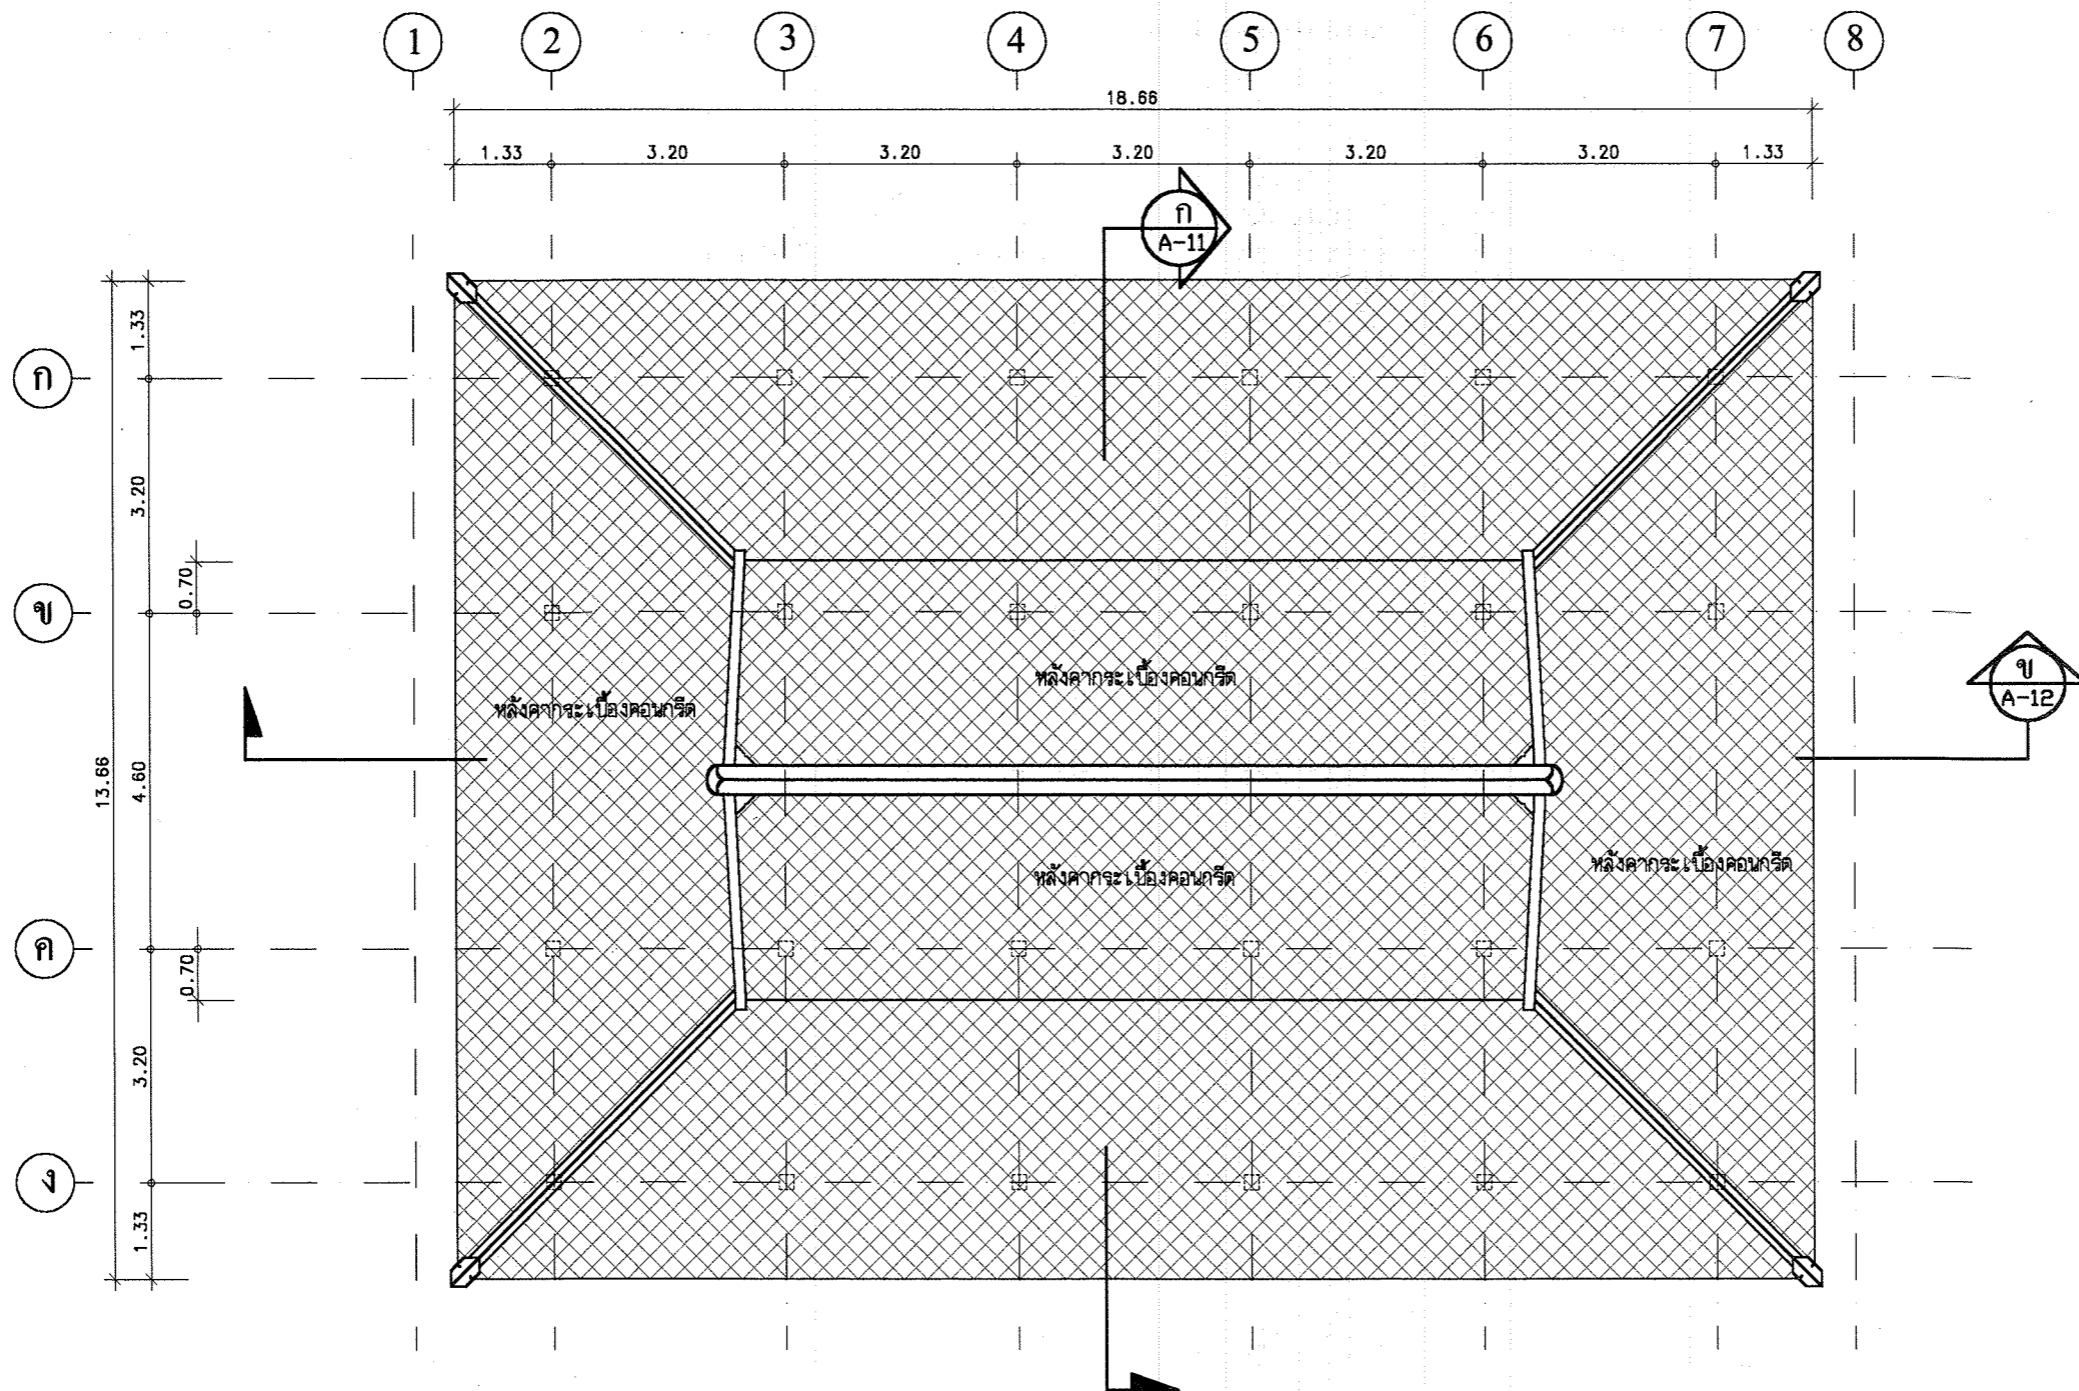 1 2 3 4 5 6 7 8
18.66
1.33 3.20 3.20 3.20 3.20 3.20 1.33
ก
A-11
1.33
ก
3.20
0.70
ข
หลังคากระเบื้องคอนกรีต
หลังคากระเบื้องคอนกรีต
ข
A-12
13.66
4.60
หลังคากระเบื้องคอนกรีต
หลังคากระเบื้องคอนกรีต
ค
0.70
3.20
ง
1.33